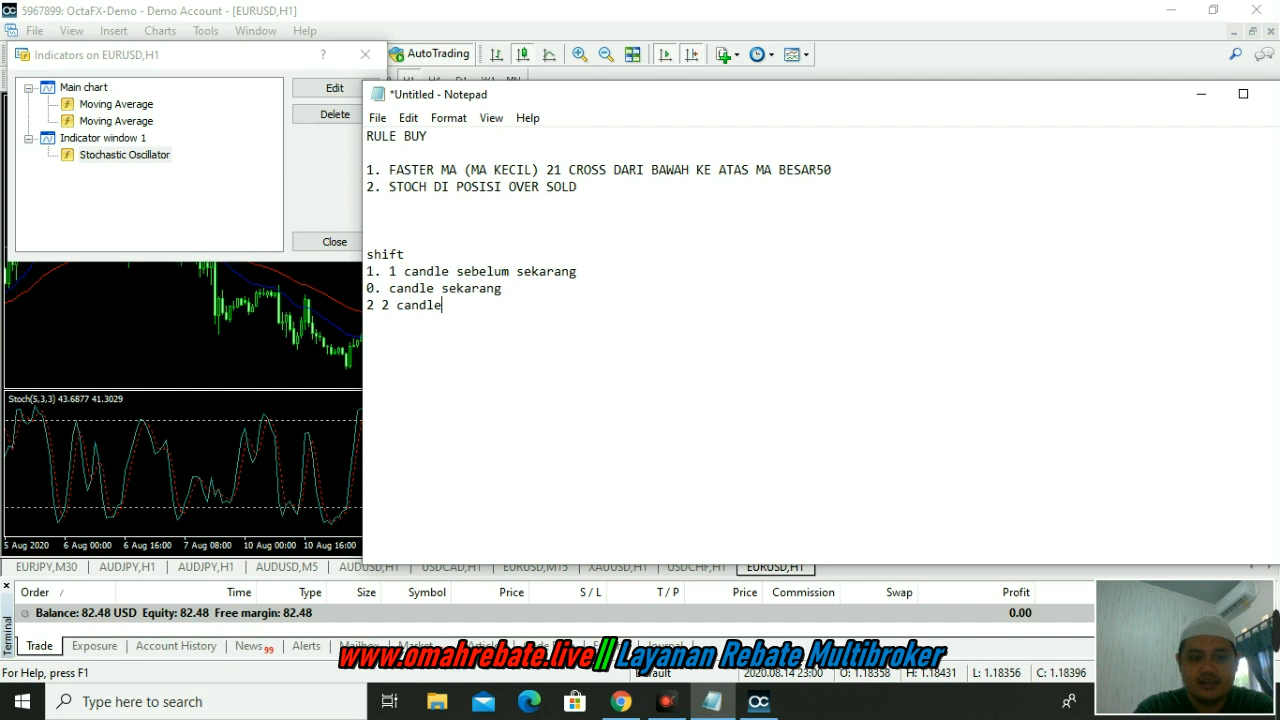 5967899: OctaFX-Demo - Demo Account - [EURUSD,H1]
File View Insert Charts Tools Window Help
Indicators on EURUSD,H1 ?
AutoTrading
Main chart
Moving Average
Moving Average
Indicator window 1
Stochastic Oscillator
Edit
Delete
Close
*Untitled - Notepad
File Edit Format View Help
RULE BUY
1. FASTER MA (MA KECIL) 21 CROSS DARI BAWAH KE ATAS MA BESAR50
2. STOCH DI POSISI OVER SOLD
shift
1. 1 candle sebelum sekarang
0. candle sekarang
2 2 candle
Stoch(5,3,3) 43.6877 41.3029
5 Aug 2020 6 Aug 00:00 6 Aug 16:00 7 Aug 08:00 10 Aug 00:00 10 Aug 16:00
EURJPY,M30 AUDJPY,H1 AUDJPY,H1 AUDUSD,M5 AUDUSD,H1 USDCAD,H1 EURUSD,M15 XAUUSD,H1 USDCHF,H1 EURUSD,H1
Order / Time Type Size Symbol Price S / L T / P Price Commission Swap Profit
Balance: 82.48 USD Equity: 82.48 Free margin: 82.48 0.00
Terminal
Trade Exposure Account History News 99 Alerts Mailbox Market
www.omahrebate.live|| Layanan Rebate Multibroker
For Help, press F1 Default 2020.08.14 23:00 O: 1.18358 H: 1.18431 L: 1.18356 C: 1.18396
Type here to search